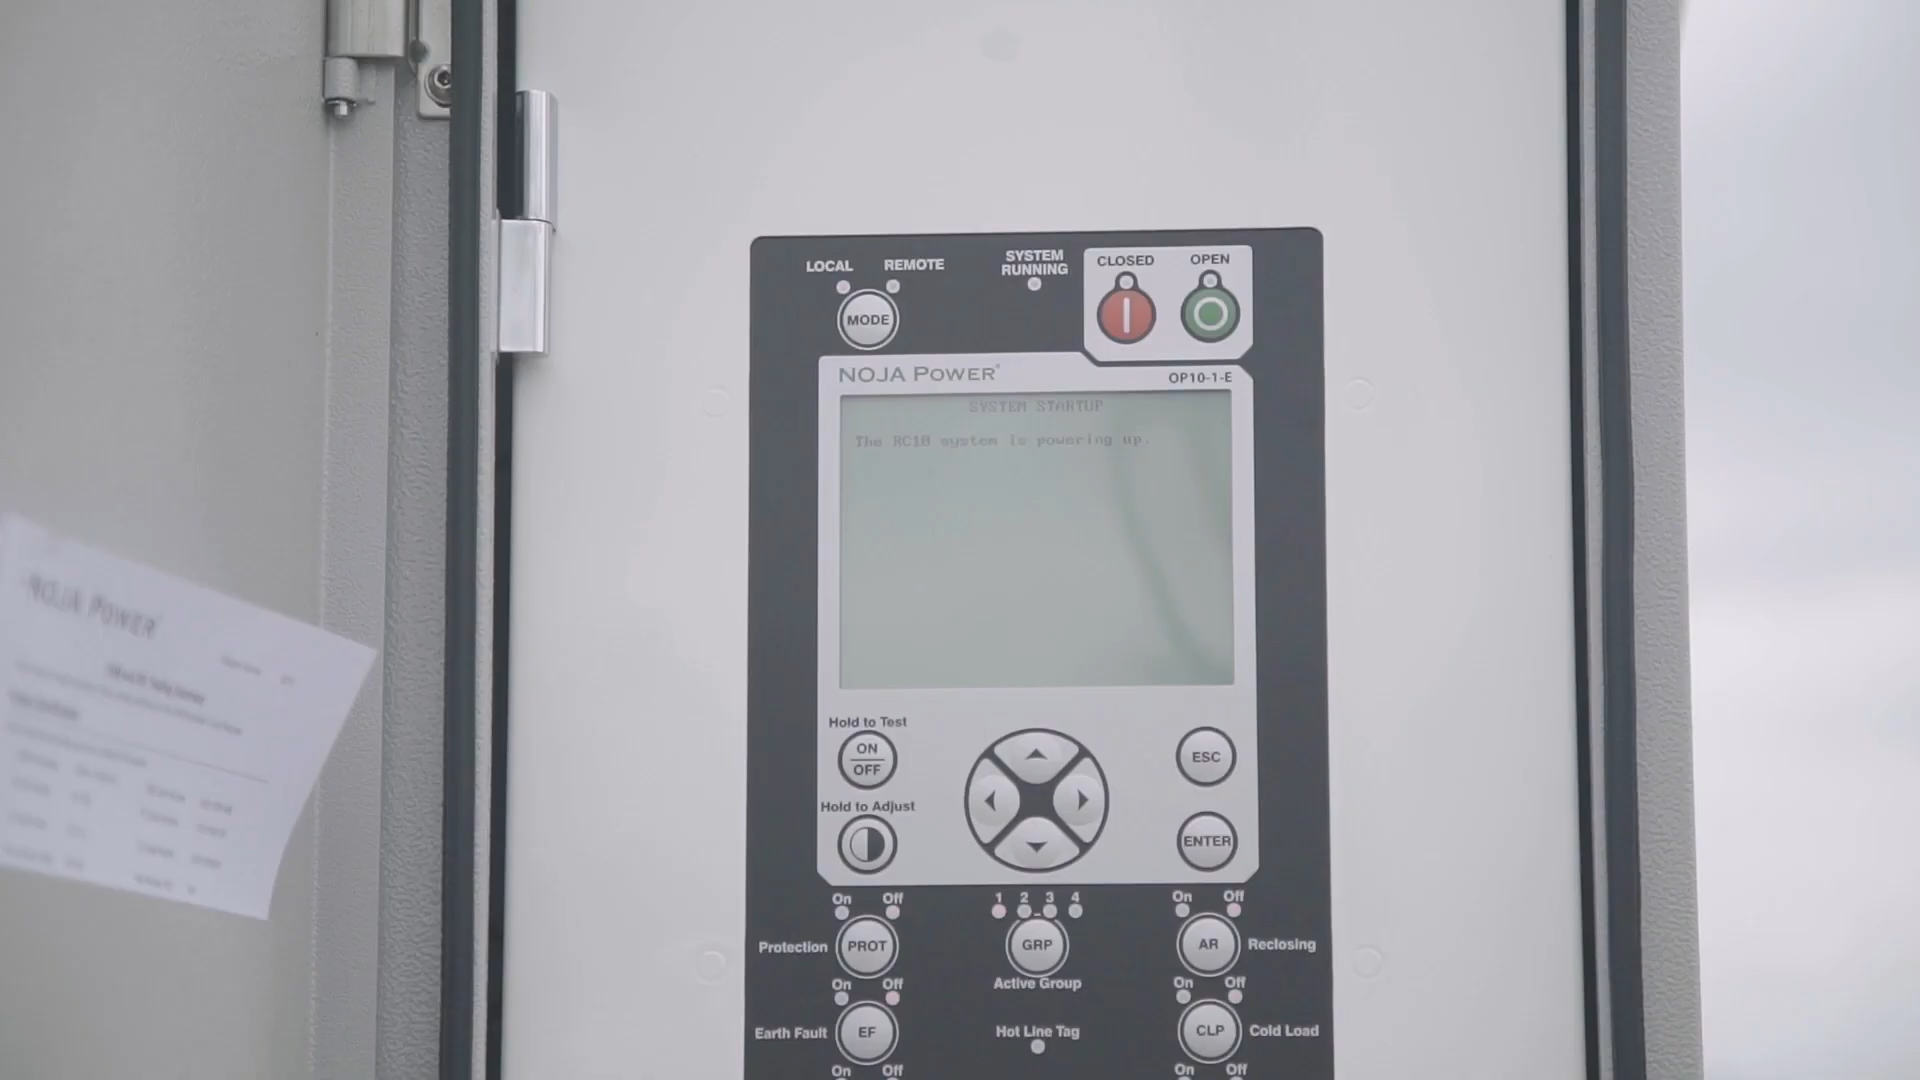 LOCAL REMOTE
SYSTEM
RUNNING
CLOSED OPEN
MODE
NOJA POWER®
OP10-1-E
SYSTEM STARTUP
The RC10 system is powering up.
NOJA POWER
Hold to Test
ON
OFF
ESC
Hold to Adjust
ENTER
On Off
1 2 3 4
On Off
Protection PROT
GRP
AR Reclosing
Active Group
On Off
On Off
Earth Fault EF
Hot Line Tag
CLP Cold Load
On Off
On Off